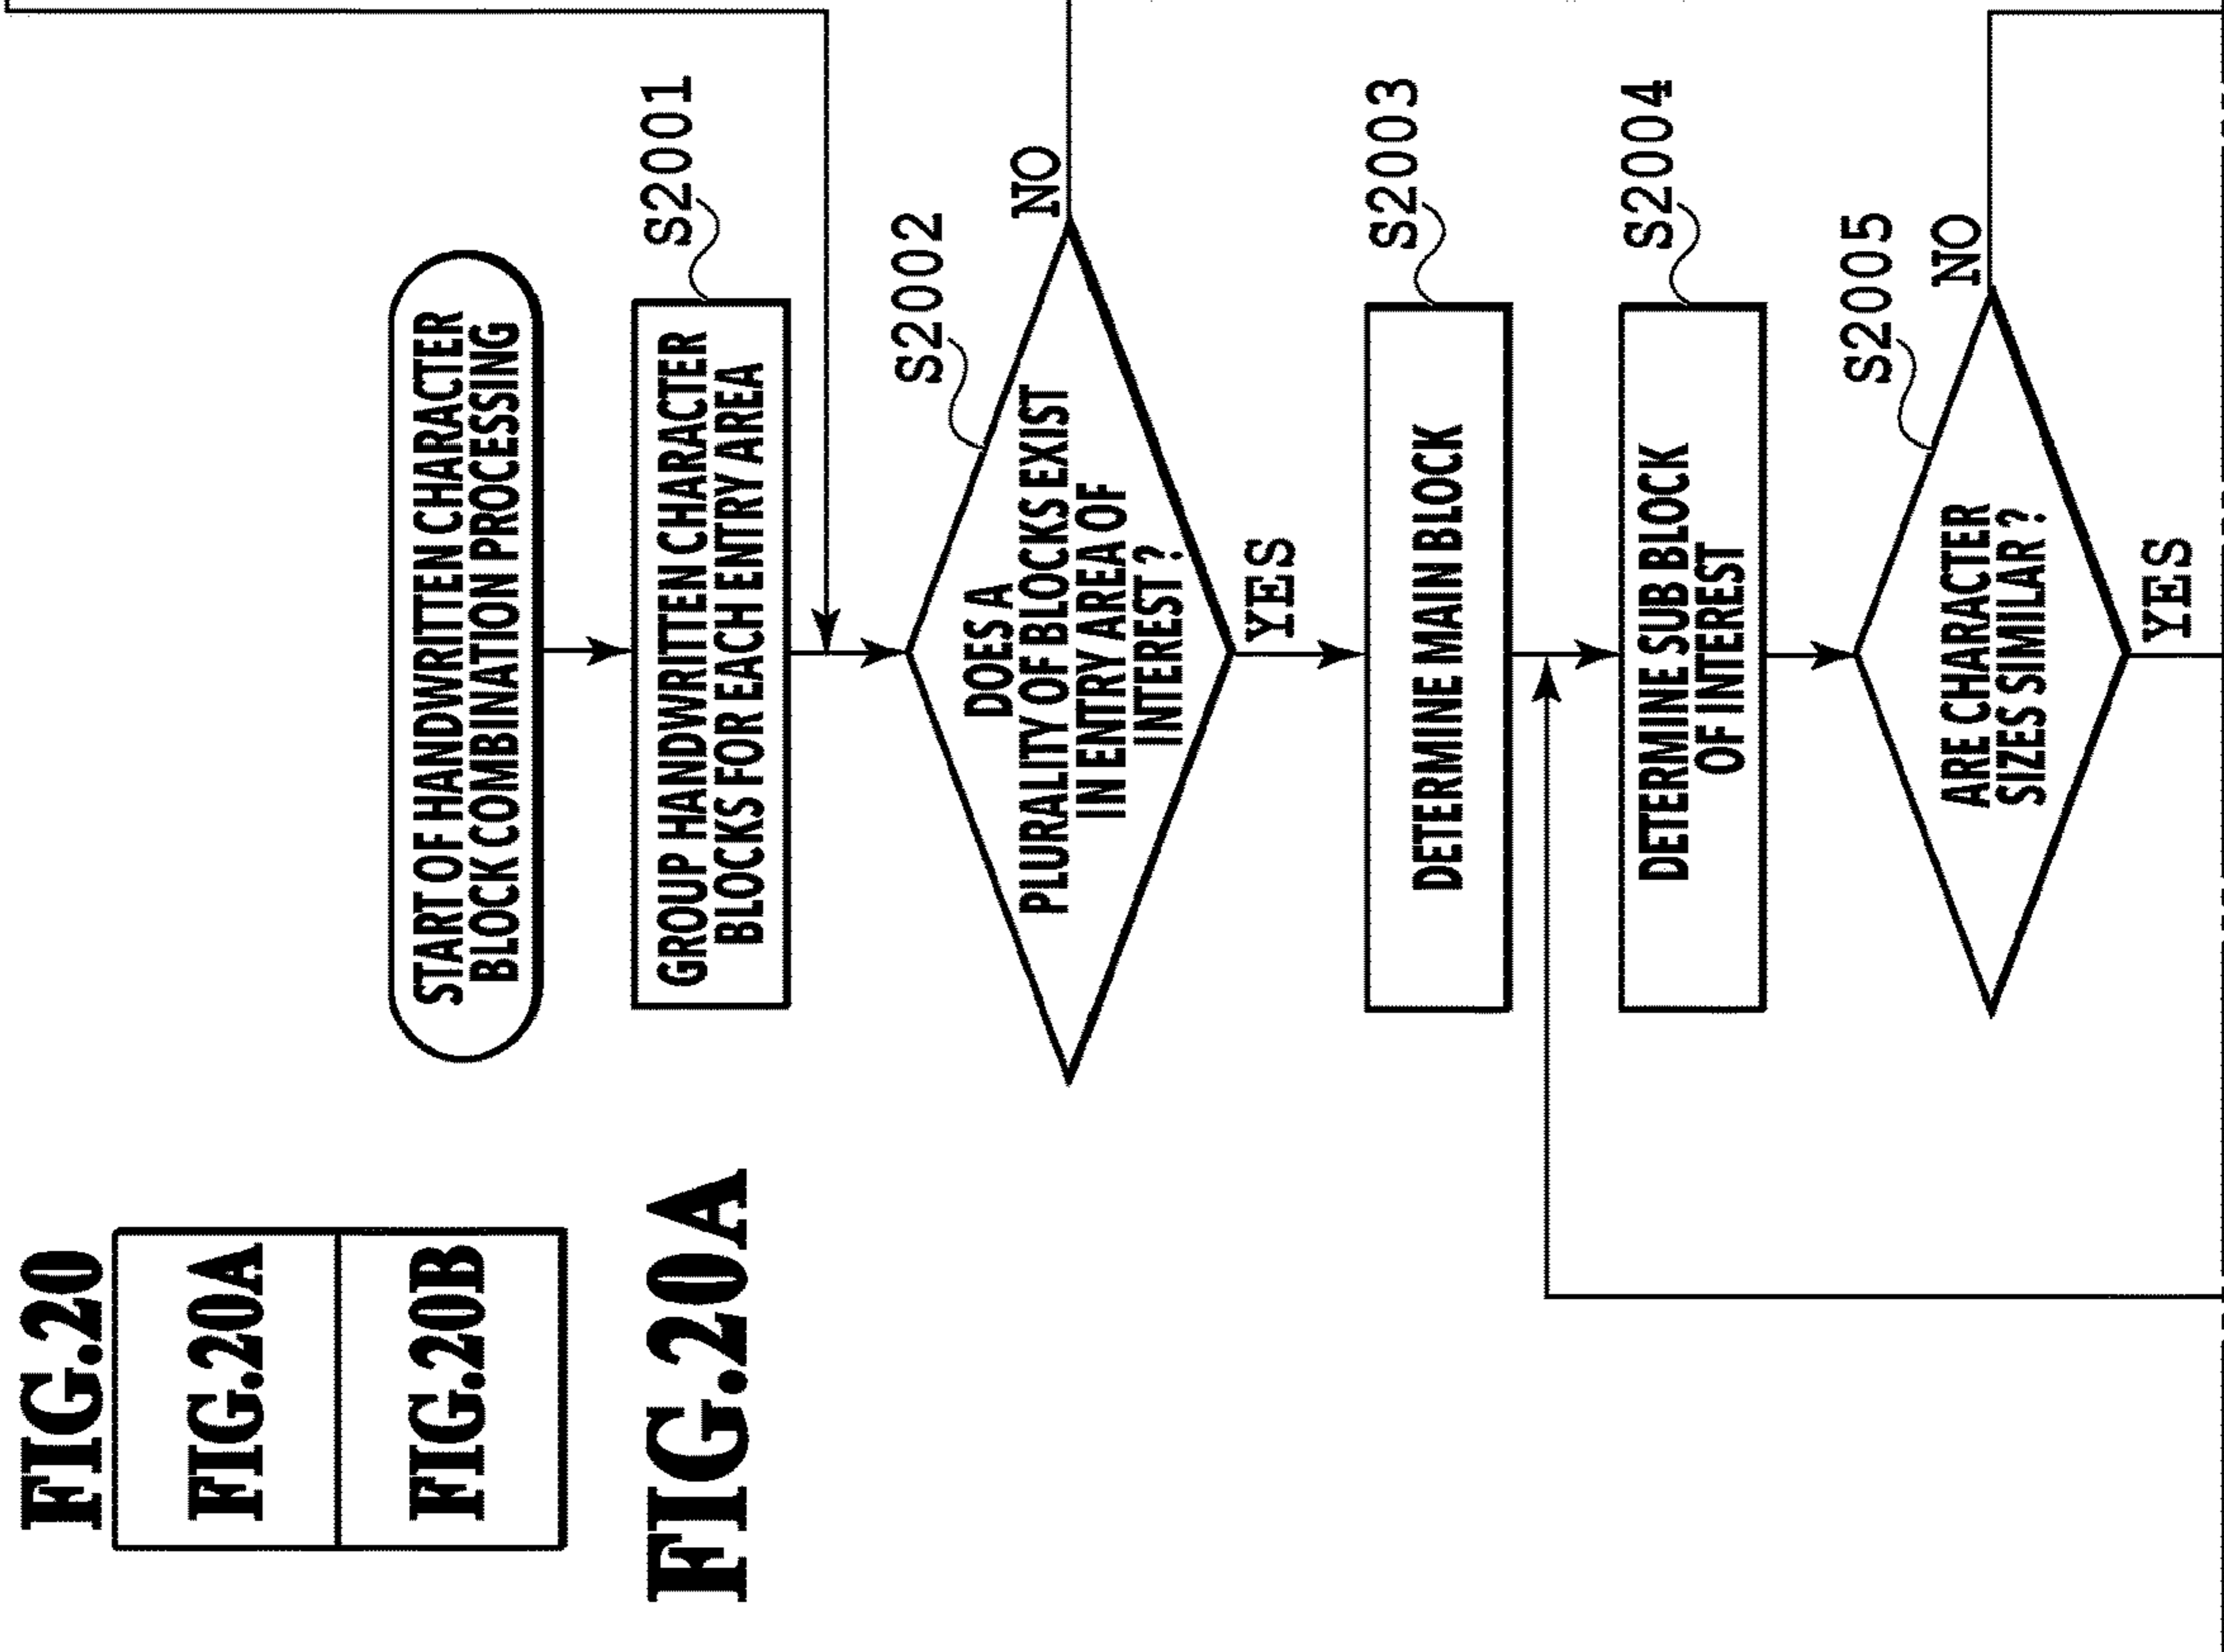 FIG.20
FIG.20A
FIG.20B
FIG.20A
START OF HANDWRITTEN CHARACTER
BLOCK COMBINATION PROCESSING
S2001
GROUP HANDWRITTEN CHARACTER
BLOCKS FOR EACH ENTRY AREA
S2002
DOES A
PLURALITY OF BLOCKS EXIST
IN ENTRY AREA OF
INTEREST ?
NO
YES
S2003
DETERMINE MAIN BLOCK
S2004
DETERMINE SUB BLOCK
OF INTEREST
S2005
ARE CHARACTER
SIZES SIMILAR ?
NO
YES